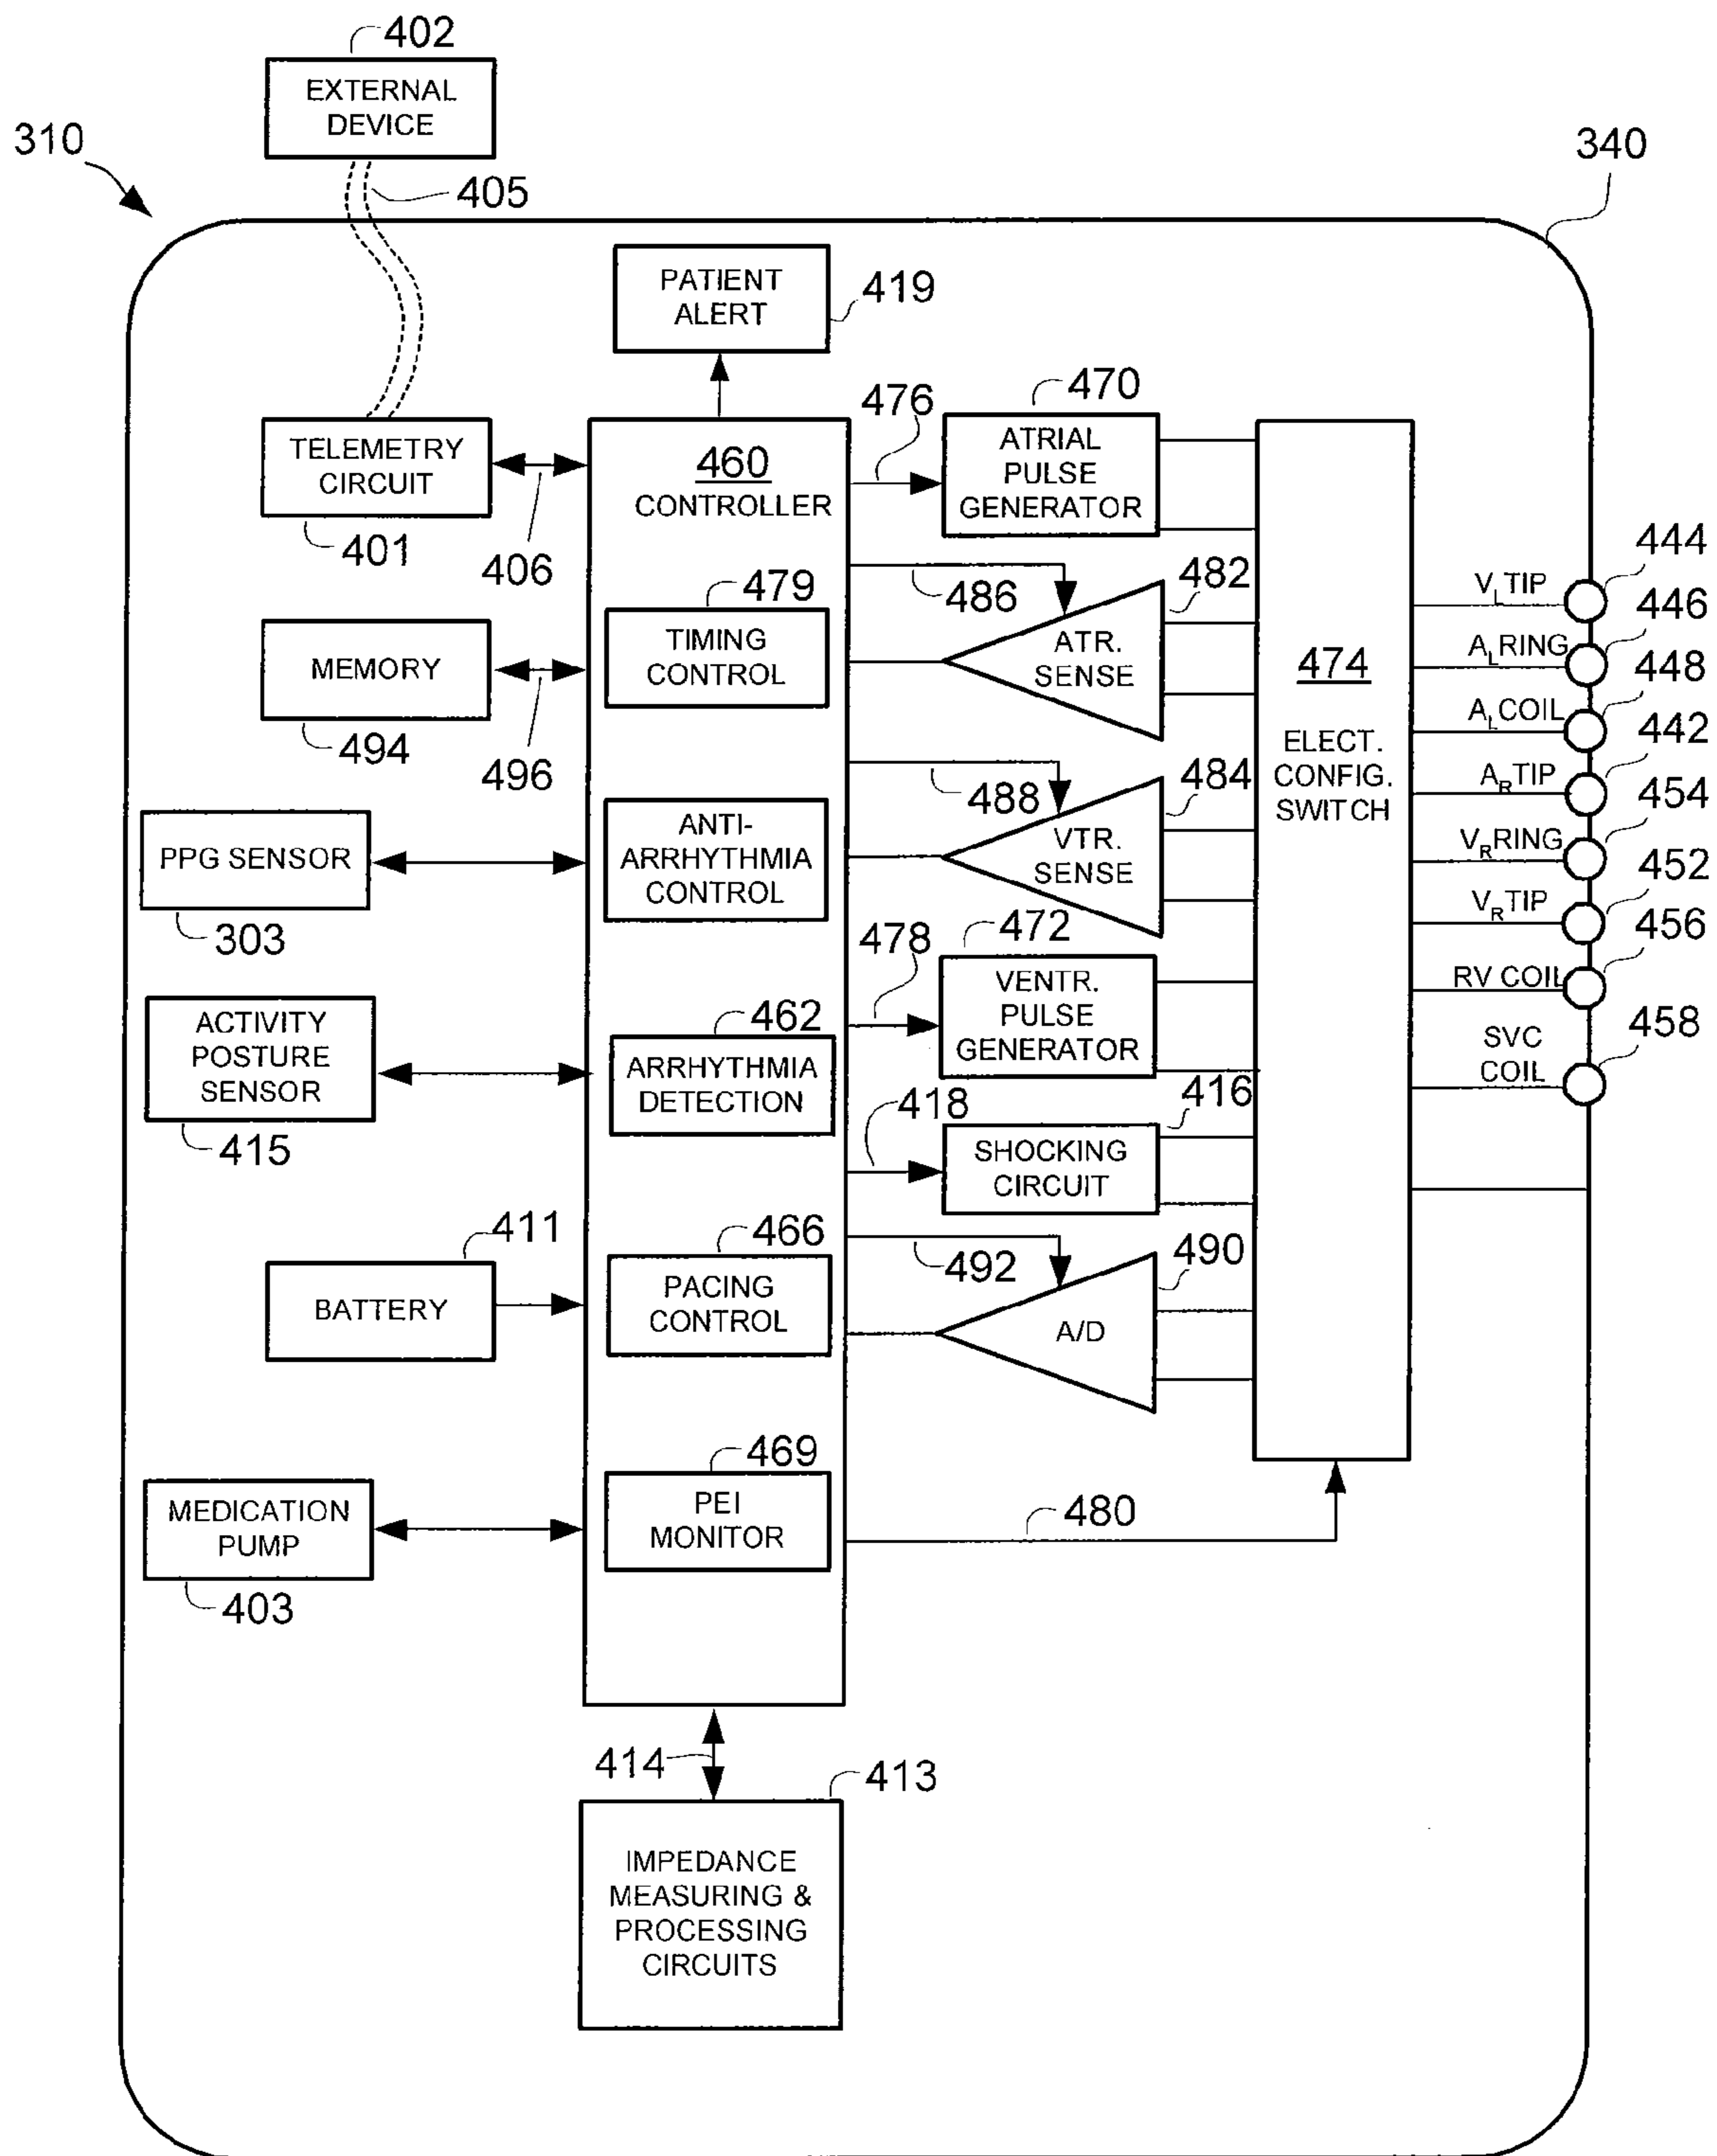 402
EXTERNAL
DEVICE
310
405
340
PATIENT
ALERT
419
TELEMETRY
CIRCUIT
401
406
460
CONTROLLER
476
470
ATRIAL
PULSE
GENERATOR
486
482
ATR.
SENSE
479
TIMING
CONTROL
MEMORY
494
496
474
ELECT.
CONFIG.
SWITCH
VLTIP
444
ALRING
446
ALCOIL
448
ARTIP
442
VRRING
454
VRTIP
452
RV COIL
456
SVC
COIL
458
488
484
VTR.
SENSE
ANTI-
ARRHYTHMIA
CONTROL
PPG SENSOR
303
478
472
VENTR.
PULSE
GENERATOR
ACTIVITY
POSTURE
SENSOR
415
462
ARRHYTHMIA
DETECTION
418
416
SHOCKING
CIRCUIT
411
BATTERY
466
PACING
CONTROL
492
490
A/D
469
PEI
MONITOR
480
MEDICATION
PUMP
403
414
413
IMPEDANCE
MEASURING &
PROCESSING
CIRCUITS